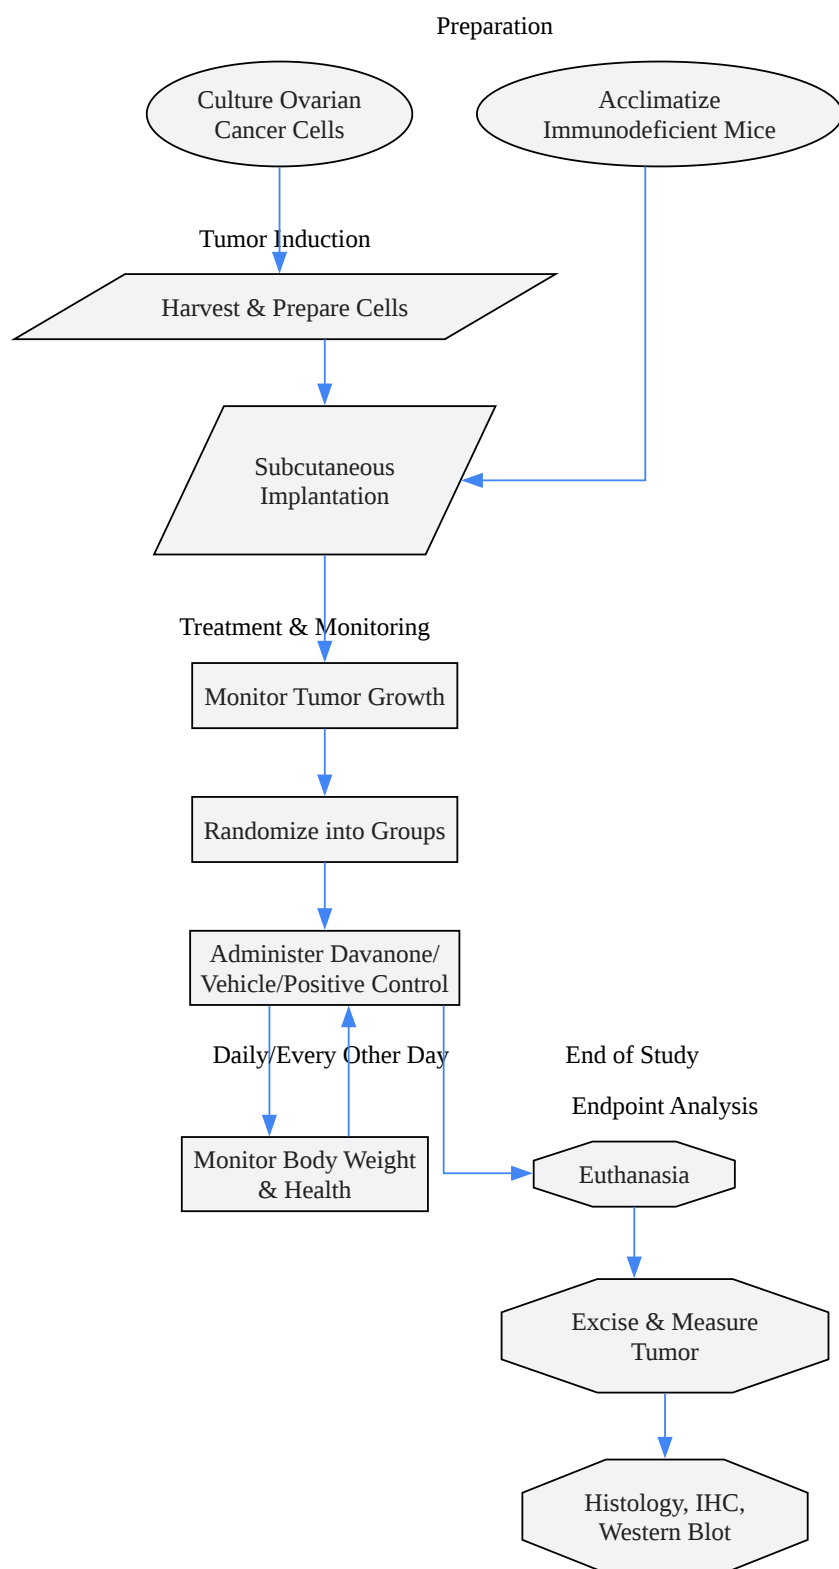 Preparation
Culture Ovarian
Cancer Cells
Acclimatize
Immunodeficient Mice
Tumor Induction
Harvest & Prepare Cells
Subcutaneous
Implantation
Treatment & Monitoring
Monitor Tumor Growth
Randomize into Groups
Administer Davanone/
Vehicle/Positive Control
Daily/Every Other Day
End of Study
Endpoint Analysis
Monitor Body Weight
& Health
Euthanasia
Excise & Measure
Tumor
Histology, IHC,
Western Blot